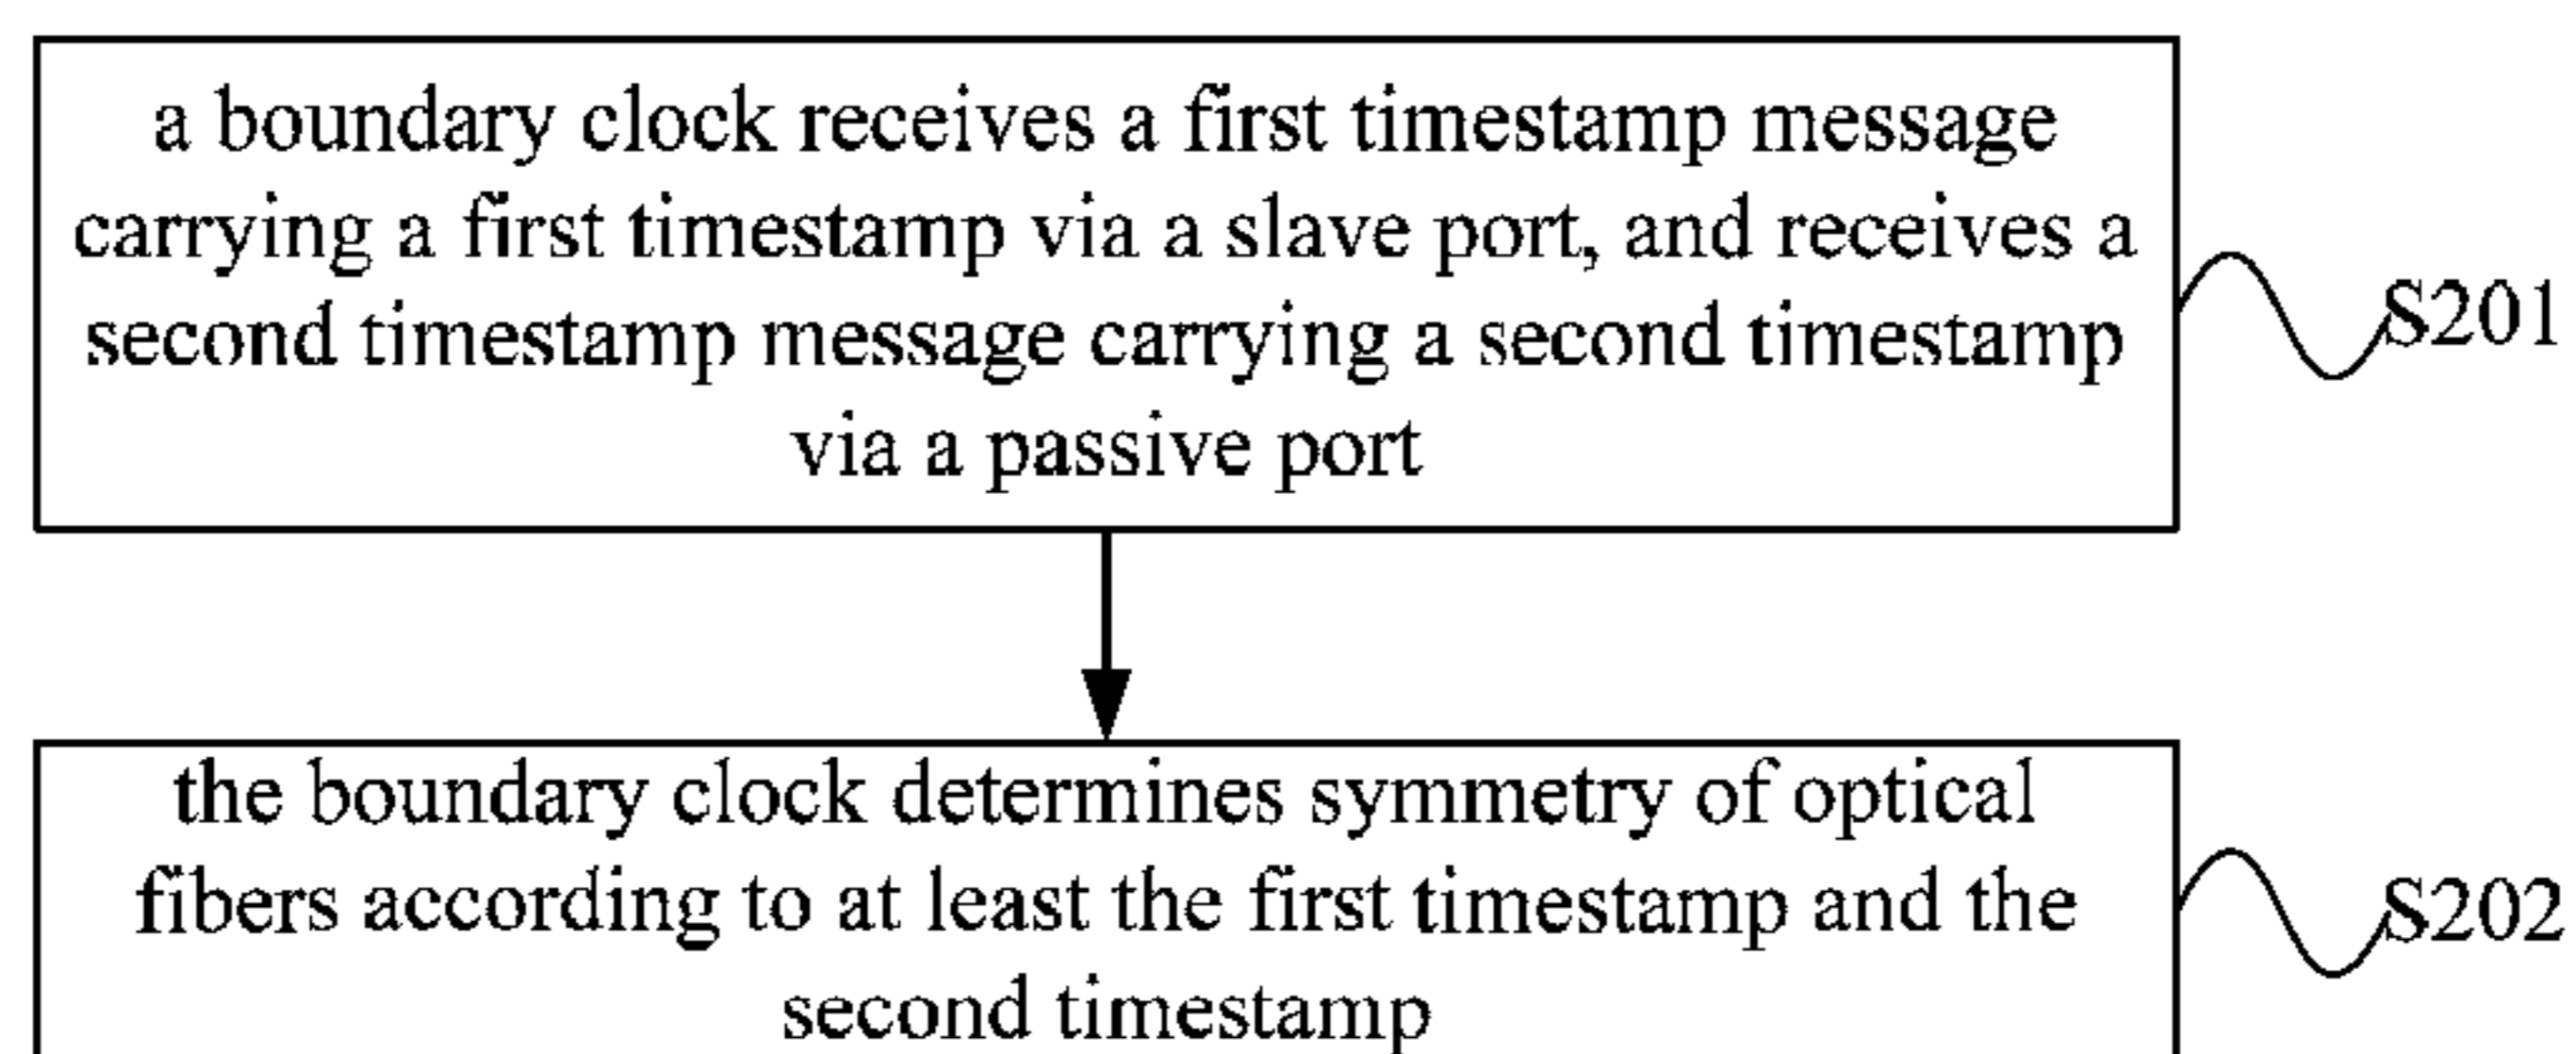 a boundary clock receives a first timestamp message
carrying a first timestamp via a slave port, and receives a
second timestamp message carrying a second timestamp
via a passive port
S201
the boundary clock determines symmetry of optical
fibers according to at least the first timestamp and the
second timestamp
S202